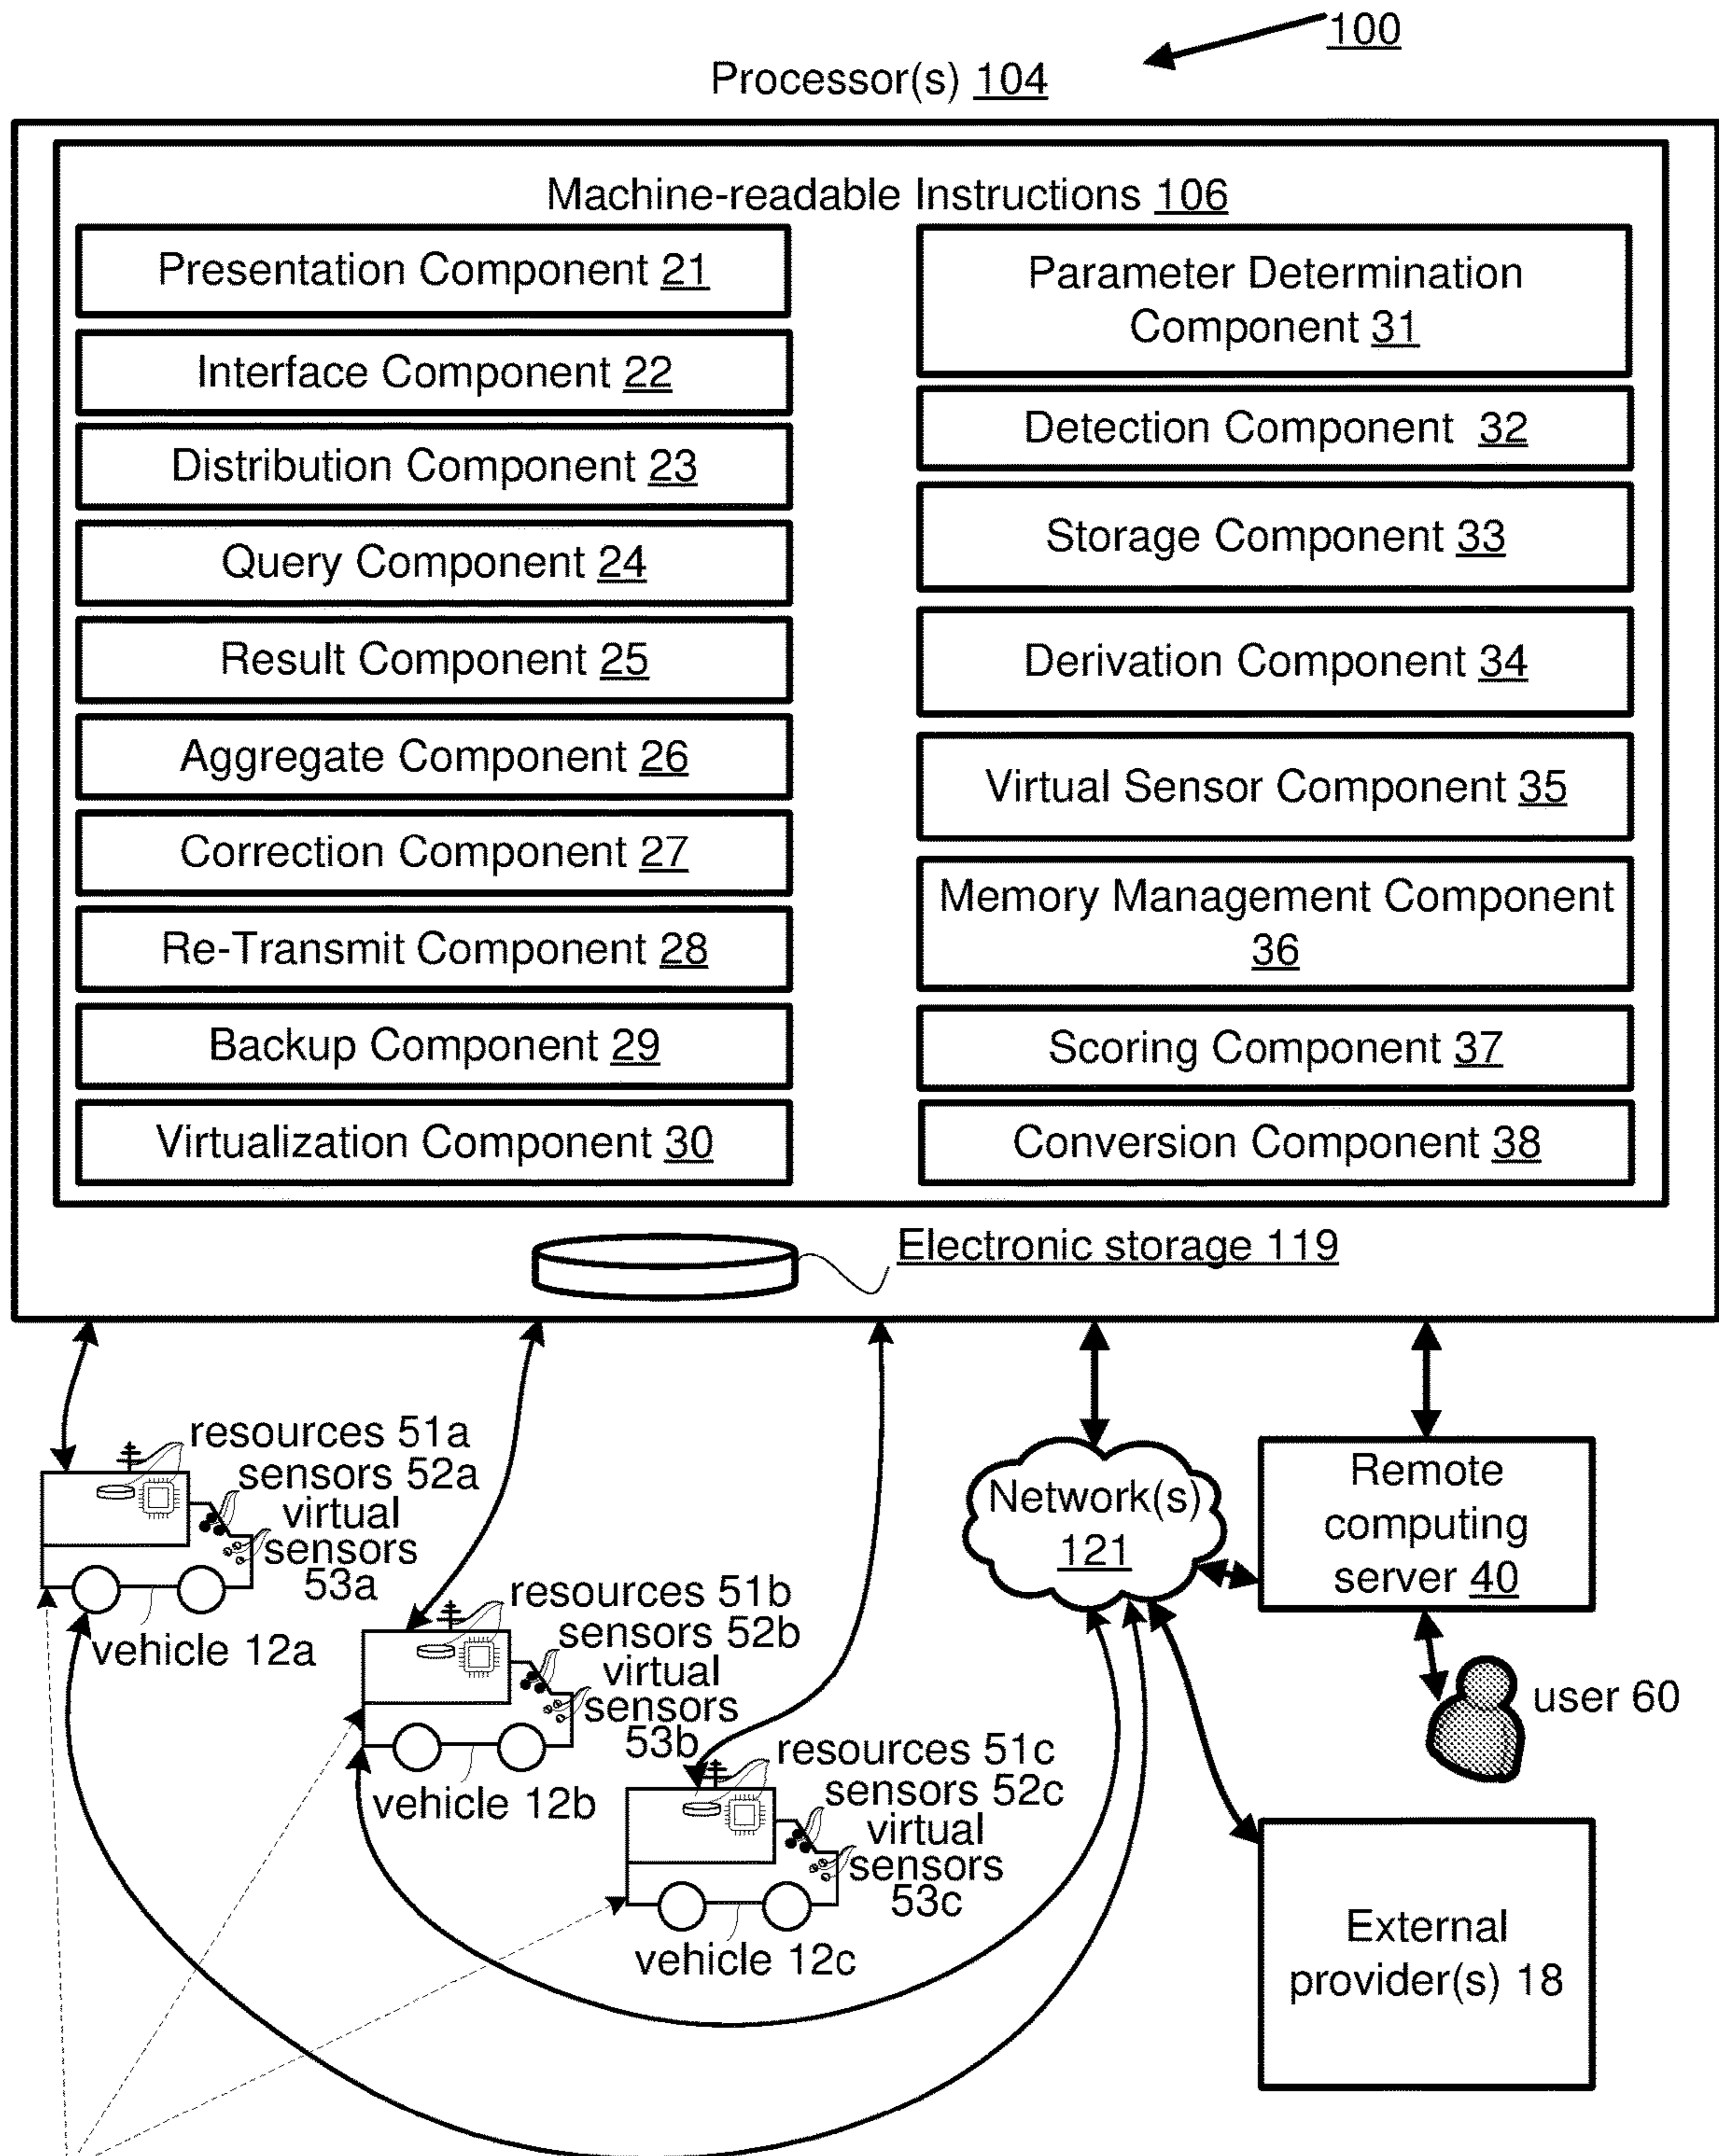 100
Processor(s) 104
Machine-readable Instructions 106
Presentation Component 21
Interface Component 22
Distribution Component 23
Query Component 24
Result Component 25
Aggregate Component 26
Correction Component 27
Re-Transmit Component 28
Backup Component 29
Virtualization Component 30
Parameter Determination
Component 31
Detection Component 32
Storage Component 33
Derivation Component 34
Virtual Sensor Component 35
Memory Management Component
36
Scoring Component 37
Conversion Component 38
Electronic storage 119
resources 51a
sensors 52a
virtual
sensors
53a
vehicle 12a
resources 51b
sensors 52b
virtual
sensors
53b
vehicle 12b
resources 51c
sensors 52c
virtual
sensors
53c
vehicle 12c
Network(s)
121
Remote
computing
server 40
user 60
External
provider(s) 18